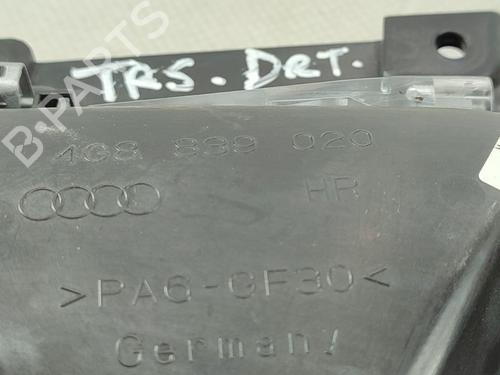 TRS. DRT.
B-PARTS
4G8 839 020
HR
>PA6-GF30<
Germany